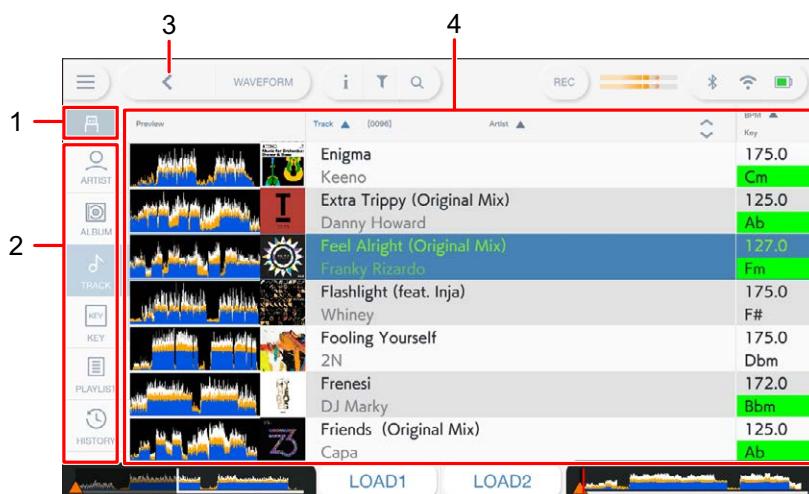 3
4
WAVEFORM
i
REC
1
Preview
Track ▲ [0096]
Artist ▲
BPM ▲
Key
2
ARTIST
ALBUM
TRACK
KEY
KEY
PLAYLIST
HISTORY
Enigma
Keeno
175.0
Cm
Extra Trippy (Original Mix)
Danny Howard
125.0
Ab
Feel Alright (Original Mix)
Franky Rizardo
127.0
Fm
Flashlight (feat. Inja)
Whiney
175.0
F#
Fooling Yourself
2N
175.0
Dbm
Frenesi
DJ Marky
172.0
Bbm
Friends (Original Mix)
Capa
125.0
Ab
LOAD1
LOAD2